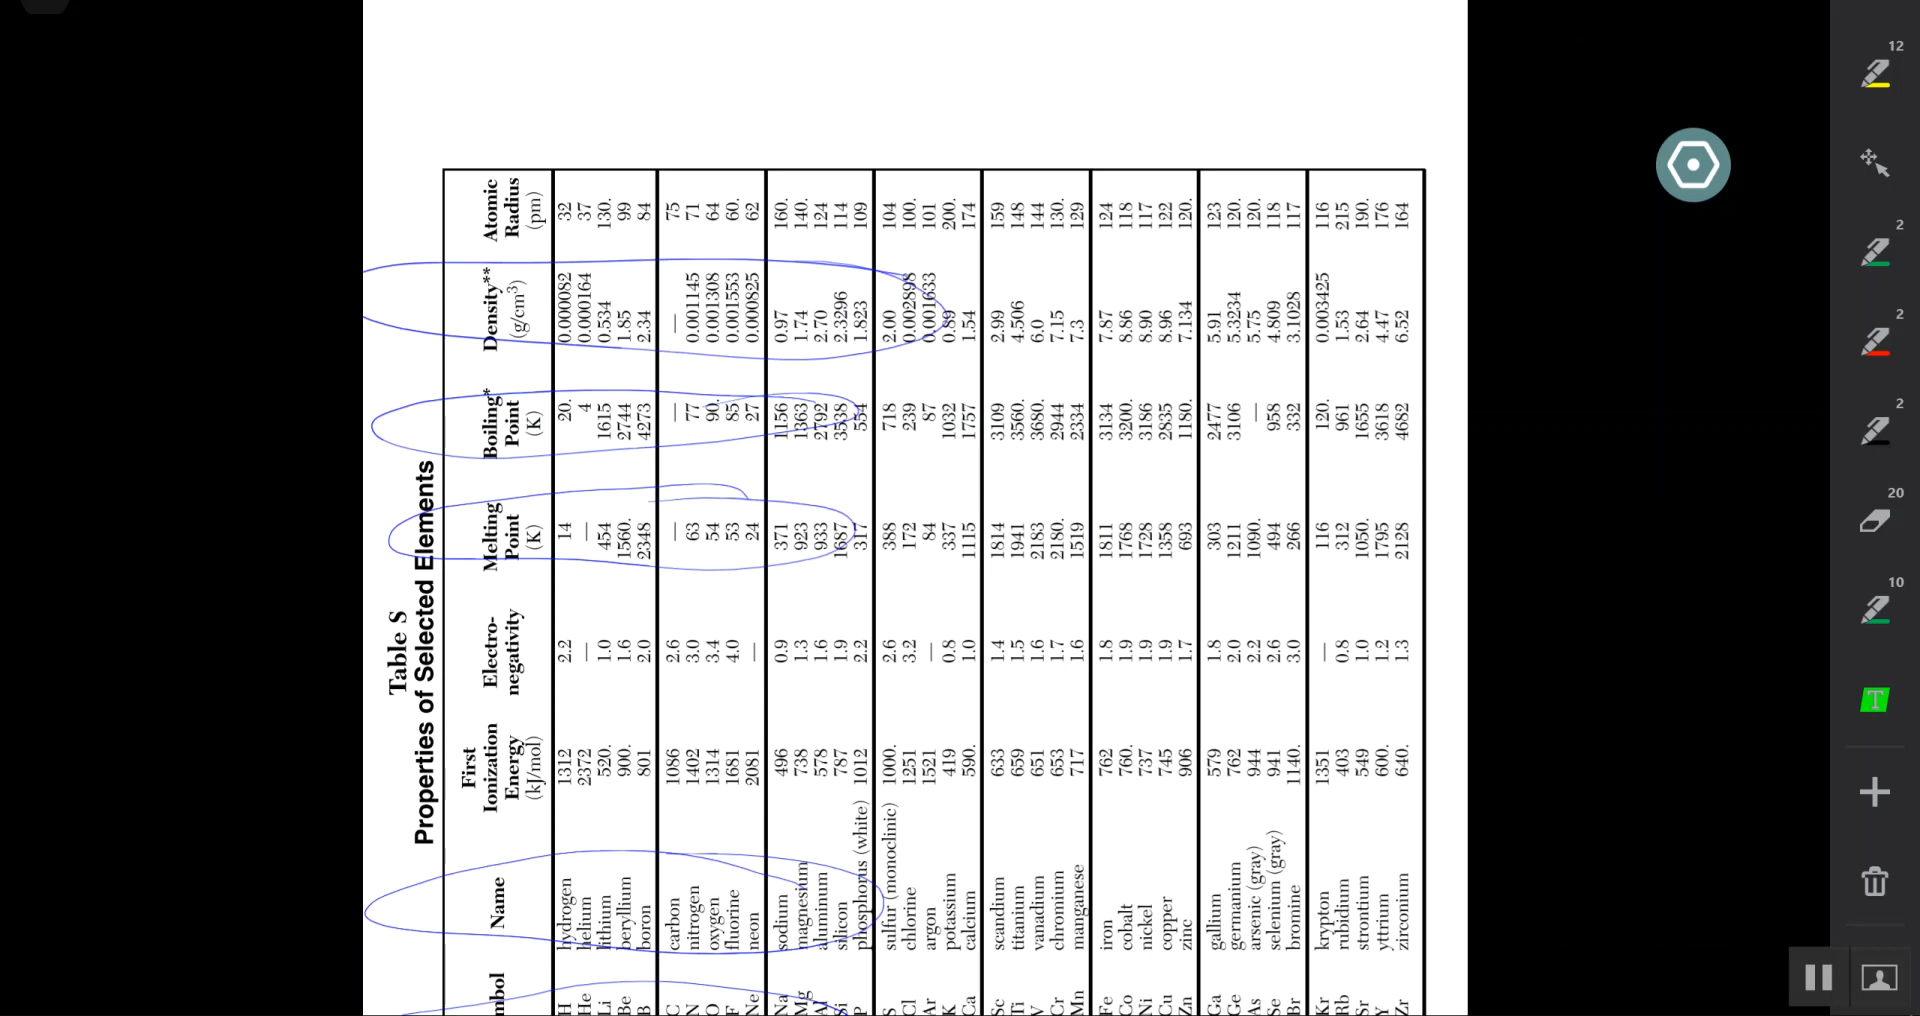 Table S
Properties of Selected Elements
mbol Name First Ionization Energy (kJ/mol) Electro-negativity Melting Point (K) Boiling* Point (K) Density** (g/cm3) Atomic Radius (pm)
H hydrogen 1312 2.2 14 20. 0.000082 32
He helium 2372 — — 4 0.000164 37
Li lithium 520. 1.0 454 1615 0.534 130.
Be beryllium 900. 1.6 1560. 2744 1.85 99
B boron 801 2.0 2348 4273 2.34 84
C carbon 1086 2.6 — — — 75
N nitrogen 1402 3.0 63 77 0.001145 71
O oxygen 1314 3.4 54 90. 0.001308 64
F fluorine 1681 4.0 53 85 0.001553 60.
Ne neon 2081 — 24 27 0.000825 62
Na sodium 496 0.9 371 1156 0.97 160.
Mg magnesium 738 1.3 923 1363 1.74 140.
Al aluminum 578 1.6 933 2792 2.70 124
Si silicon 787 1.9 1687 3538 2.3296 114
P phosphorus (white) 1012 2.2 317 554 1.823 109
S sulfur (monoclinic) 1000. 2.6 388 718 2.00 104
Cl chlorine 1251 3.2 172 239 0.002898 100.
Ar argon 1521 — 84 87 0.001633 101
K potassium 419 0.8 337 1032 0.89 200.
Ca calcium 590. 1.0 1115 1757 1.54 174
Sc scandium 633 1.4 1814 3109 2.99 159
Ti titanium 659 1.5 1941 3560. 4.506 148
V vanadium 651 1.6 2183 3680. 6.0 144
Cr chromium 653 1.7 2180. 2944 7.15 130.
Mn manganese 717 1.6 1519 2334 7.3 129
Fe iron 762 1.8 1811 3134 7.87 124
Co cobalt 760. 1.9 1768 3200. 8.86 118
Ni nickel 737 1.9 1728 3186 8.90 117
Cu copper 745 1.9 1358 2835 8.96 122
Zn zinc 906 1.7 693 1180. 7.134 120.
Ga gallium 579 1.8 303 2477 5.91 123
Ge germanium 762 2.0 1211 3106 5.3234 120.
As arsenic (gray) 944 2.2 1090. — 5.75 120.
Se selenium (gray) 941 2.6 494 958 4.809 118
Br bromine 1140. 3.0 266 332 3.1028 117
Kr krypton 1351 — 116 120. 0.003425 116
Rb rubidium 403 0.8 312 961 1.53 215
Sr strontium 549 1.0 1050. 1655 2.64 190.
Y yttrium 600. 1.2 1795 3618 4.47 176
Zr zirconium 640. 1.3 2128 4682 6.52 164
12
2
2
2
20
10
T